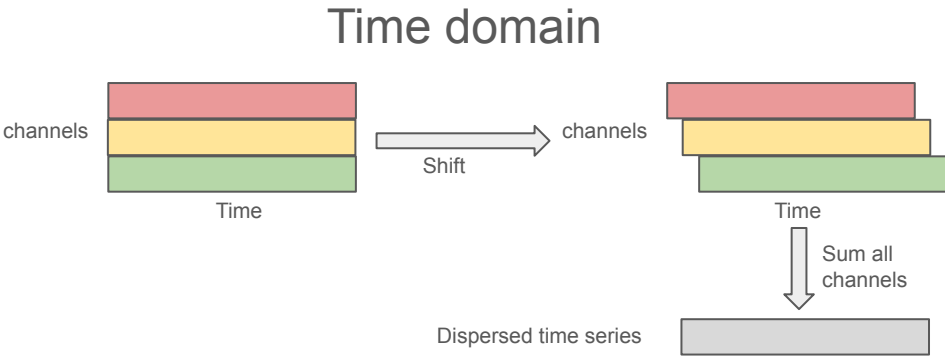 Time domain
channels
Shift
Time
channels
Time
Sum all
channels
Dispersed time series